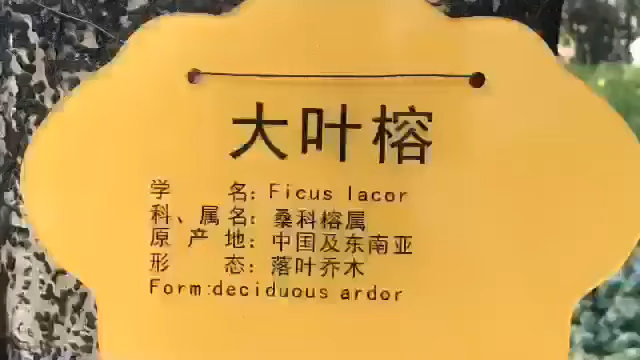 大叶榕
学 名: Ficus lacor
科、属名: 桑科榕属
原 产 地: 中国及东南亚
形 态: 落叶乔木
Form:deciduous ardor